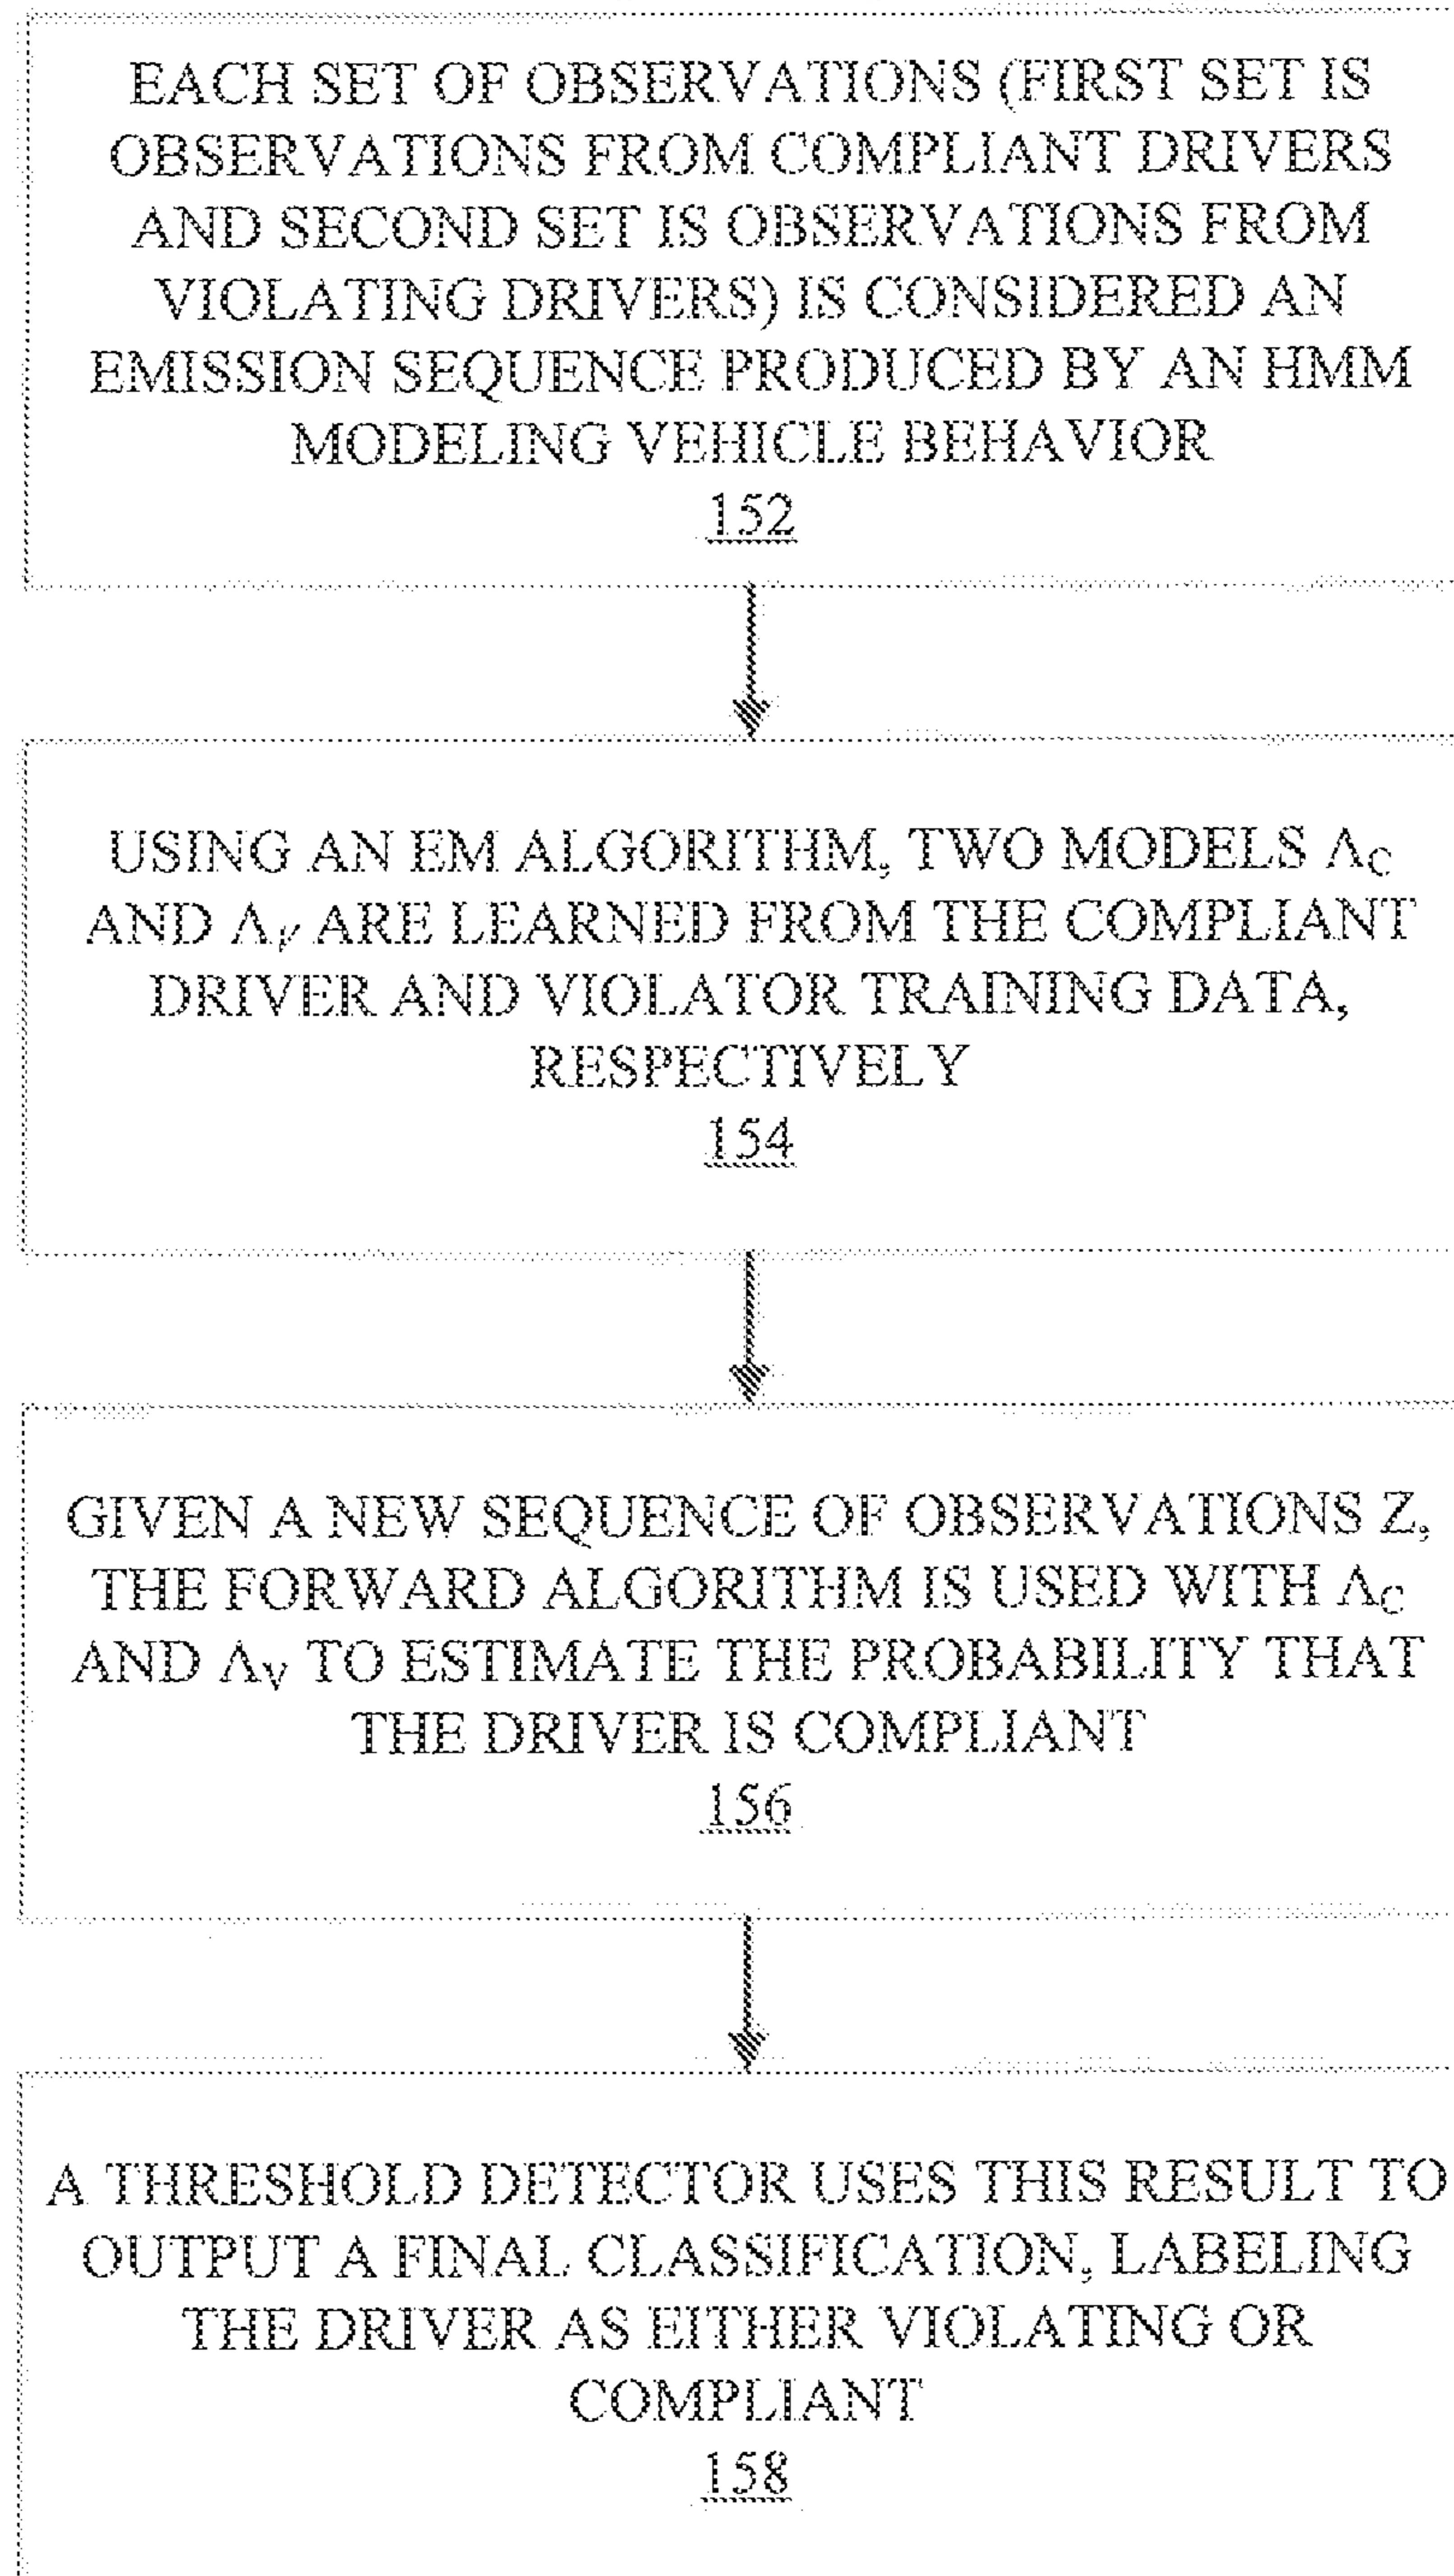 EACH SET OF OBSERVATIONS (FIRST SET IS
OBSERVATIONS FROM COMPLIANT DRIVERS
AND SECOND SET IS OBSERVATIONS FROM
VIOLATING DRIVERS) IS CONSIDERED AN
EMISSION SEQUENCE PRODUCED BY AN HMM
MODELING VEHICLE BEHAVIOR
152
USING AN EM ALGORITHM, TWO MODELS ΛC
AND ΛV ARE LEARNED FROM THE COMPLIANT
DRIVER AND VIOLATOR TRAINING DATA,
RESPECTIVELY
154
GIVEN A NEW SEQUENCE OF OBSERVATIONS Z,
THE FORWARD ALGORITHM IS USED WITH ΛC
AND ΛV TO ESTIMATE THE PROBABILITY THAT
THE DRIVER IS COMPLIANT
156
A THRESHOLD DETECTOR USES THIS RESULT TO
OUTPUT A FINAL CLASSIFICATION, LABELING
THE DRIVER AS EITHER VIOLATING OR
COMPLIANT
158